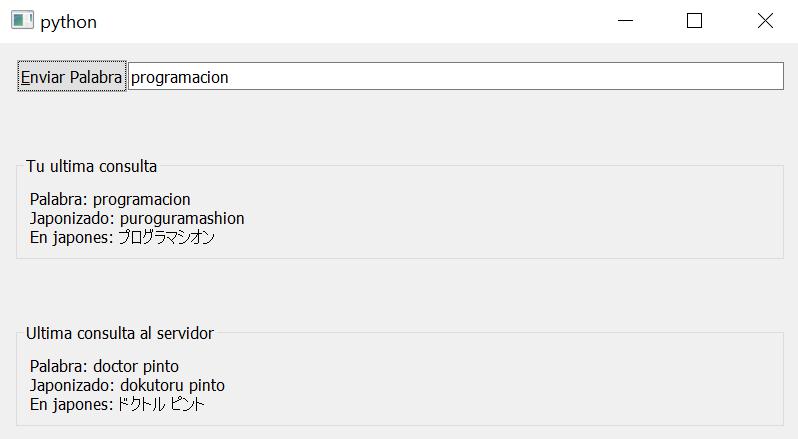 python
Enviar Palabra programacion
Tu ultima consulta
Palabra: programacion
Japonizado: puroguramashion
En japones: プログラマシオン
Ultima consulta al servidor
Palabra: doctor pinto
Japonizado: dokutoru pinto
En japones: ドクトル ピント